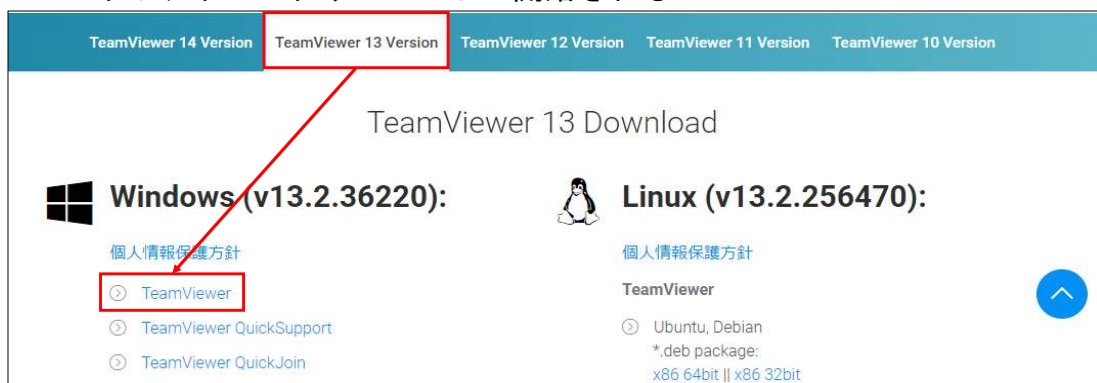 TeamViewer 14 Version TeamViewer 13 Version TeamViewer 12 Version TeamViewer 11 Version TeamViewer 10 Version
TeamViewer 13 Download
Windows (v13.2.36220):
個人情報保護方針
TeamViewer
TeamViewer QuickSupport
TeamViewer QuickJoin
Linux (v13.2.256470):
個人情報保護方針
TeamViewer
Ubuntu, Debian
*.deb package:
x86 64bit || x86 32bit